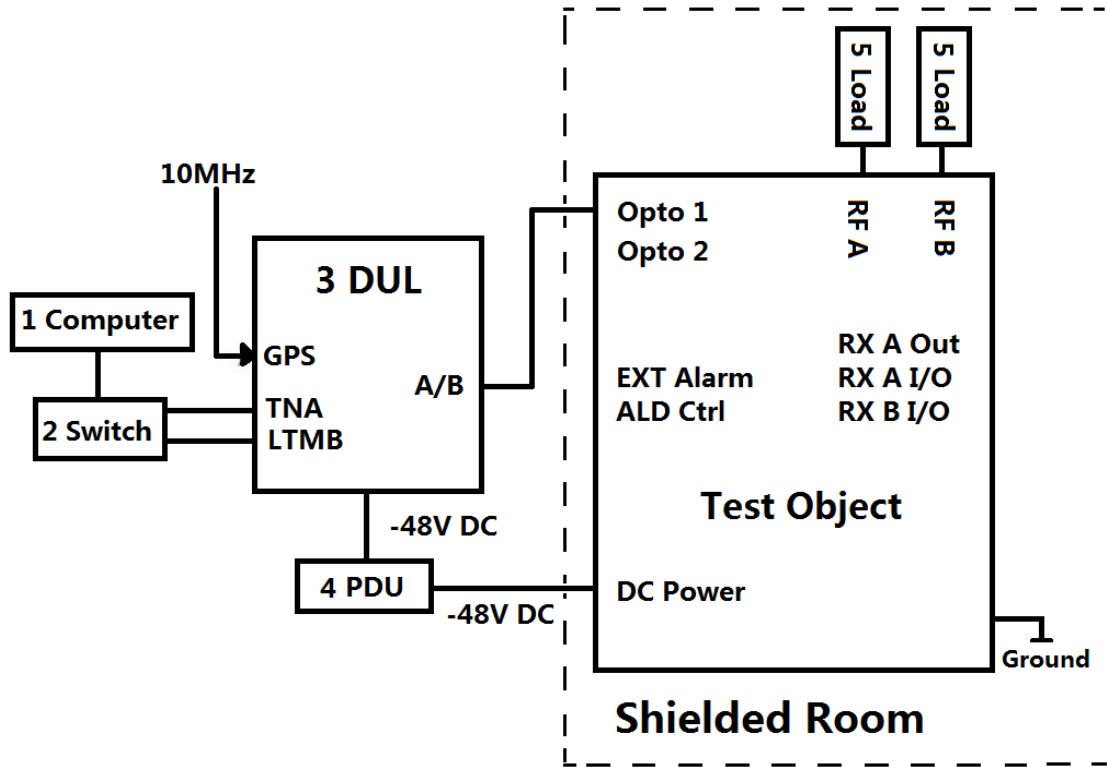 5 Load
5 Load
10MHz
RF A
RF B
Opto 1
Opto 2
3 DUL
1 Computer
GPS
A/B
TNA
2 Switch
LTMB
RX A Out
EXT Alarm
RX A I/O
ALD Ctrl
RX B I/O
Test Object
-48V DC
4 PDU
-48V DC
DC Power
Ground
Shielded Room